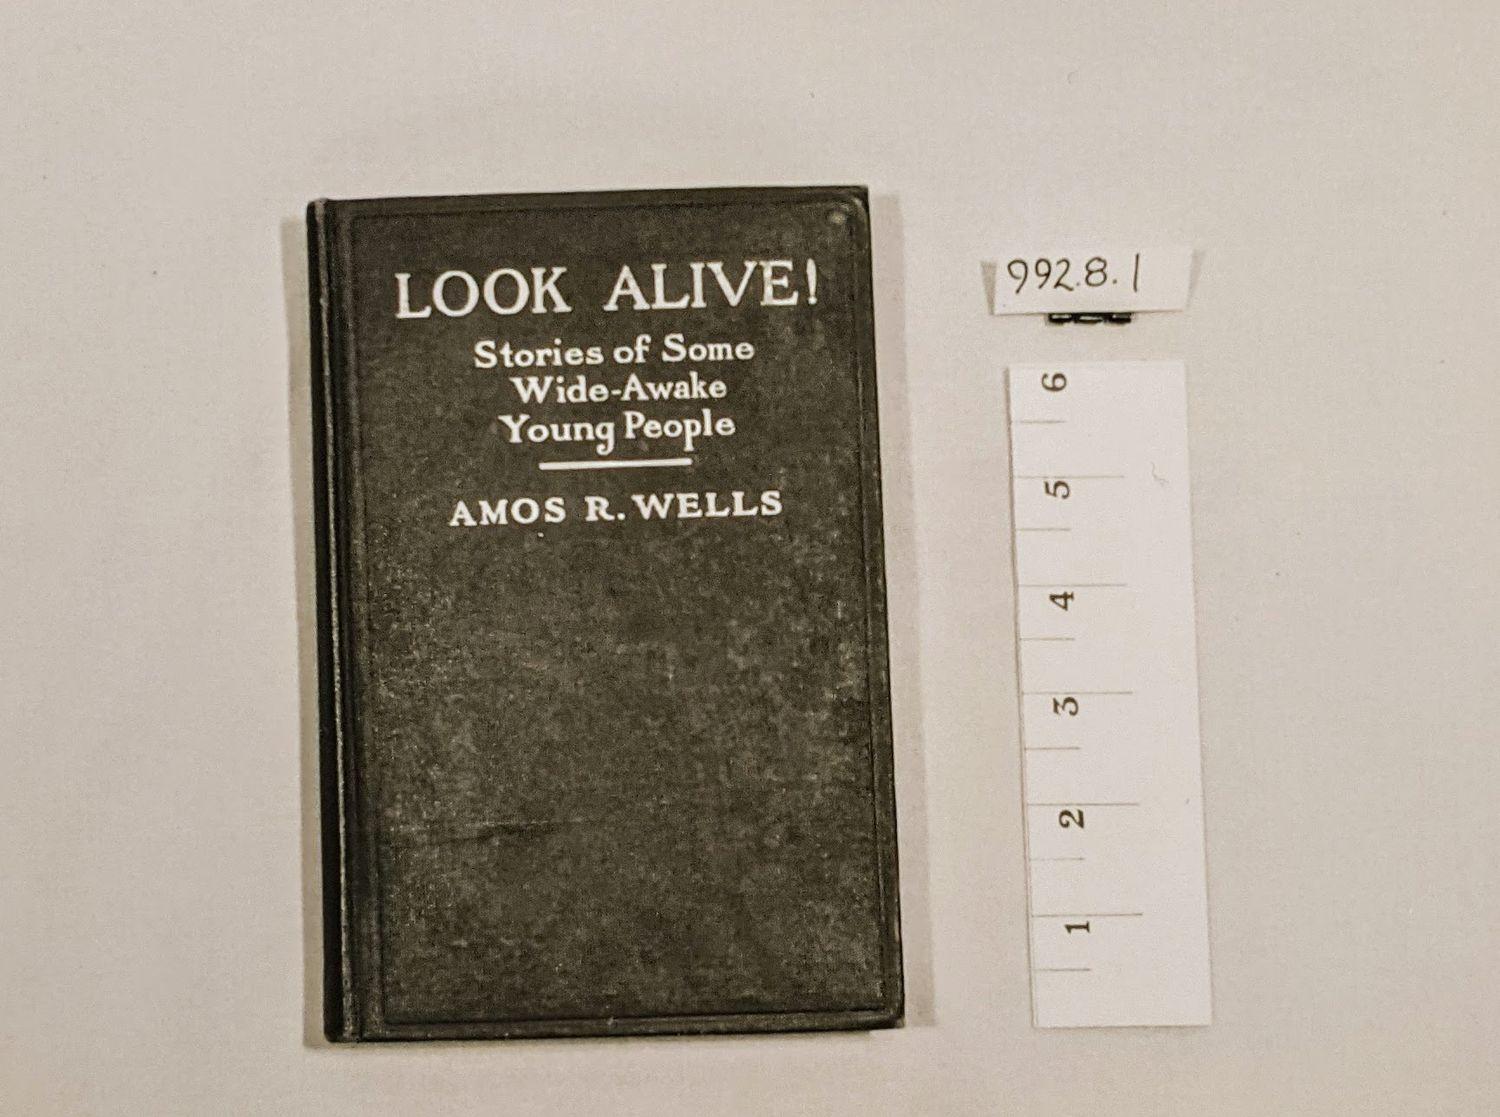 LOOK ALIVE!
Stories of Some
Wide-Awake
Young People
AMOS R. WELLS
992.8.1
6
5
4
3
2
1